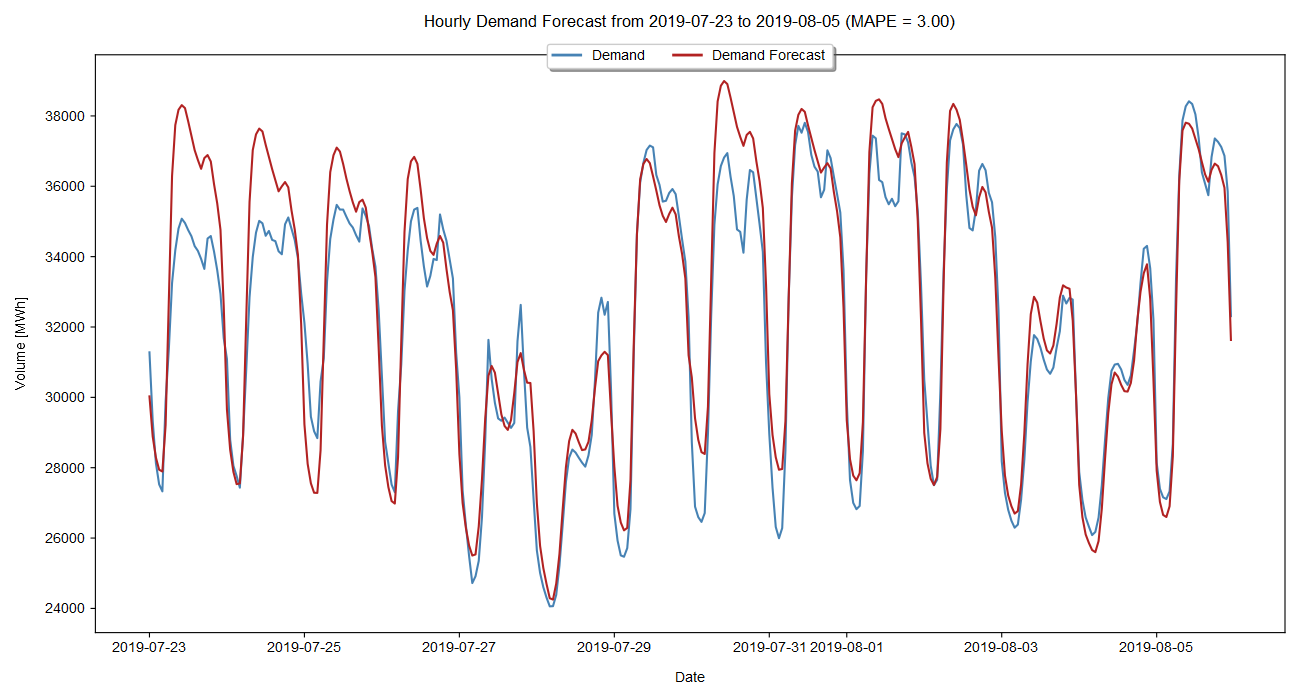 Hourly Demand Forecast from 2019-07-23 to 2019-08-05 (MAPE = 3.00)
Demand Demand Forecast
38000
36000
34000
32000
30000
28000
26000
24000
Volume [MWh]
2019-07-23 2019-07-25 2019-07-27 2019-07-29 2019-07-31 2019-08-01 2019-08-03 2019-08-05
Date